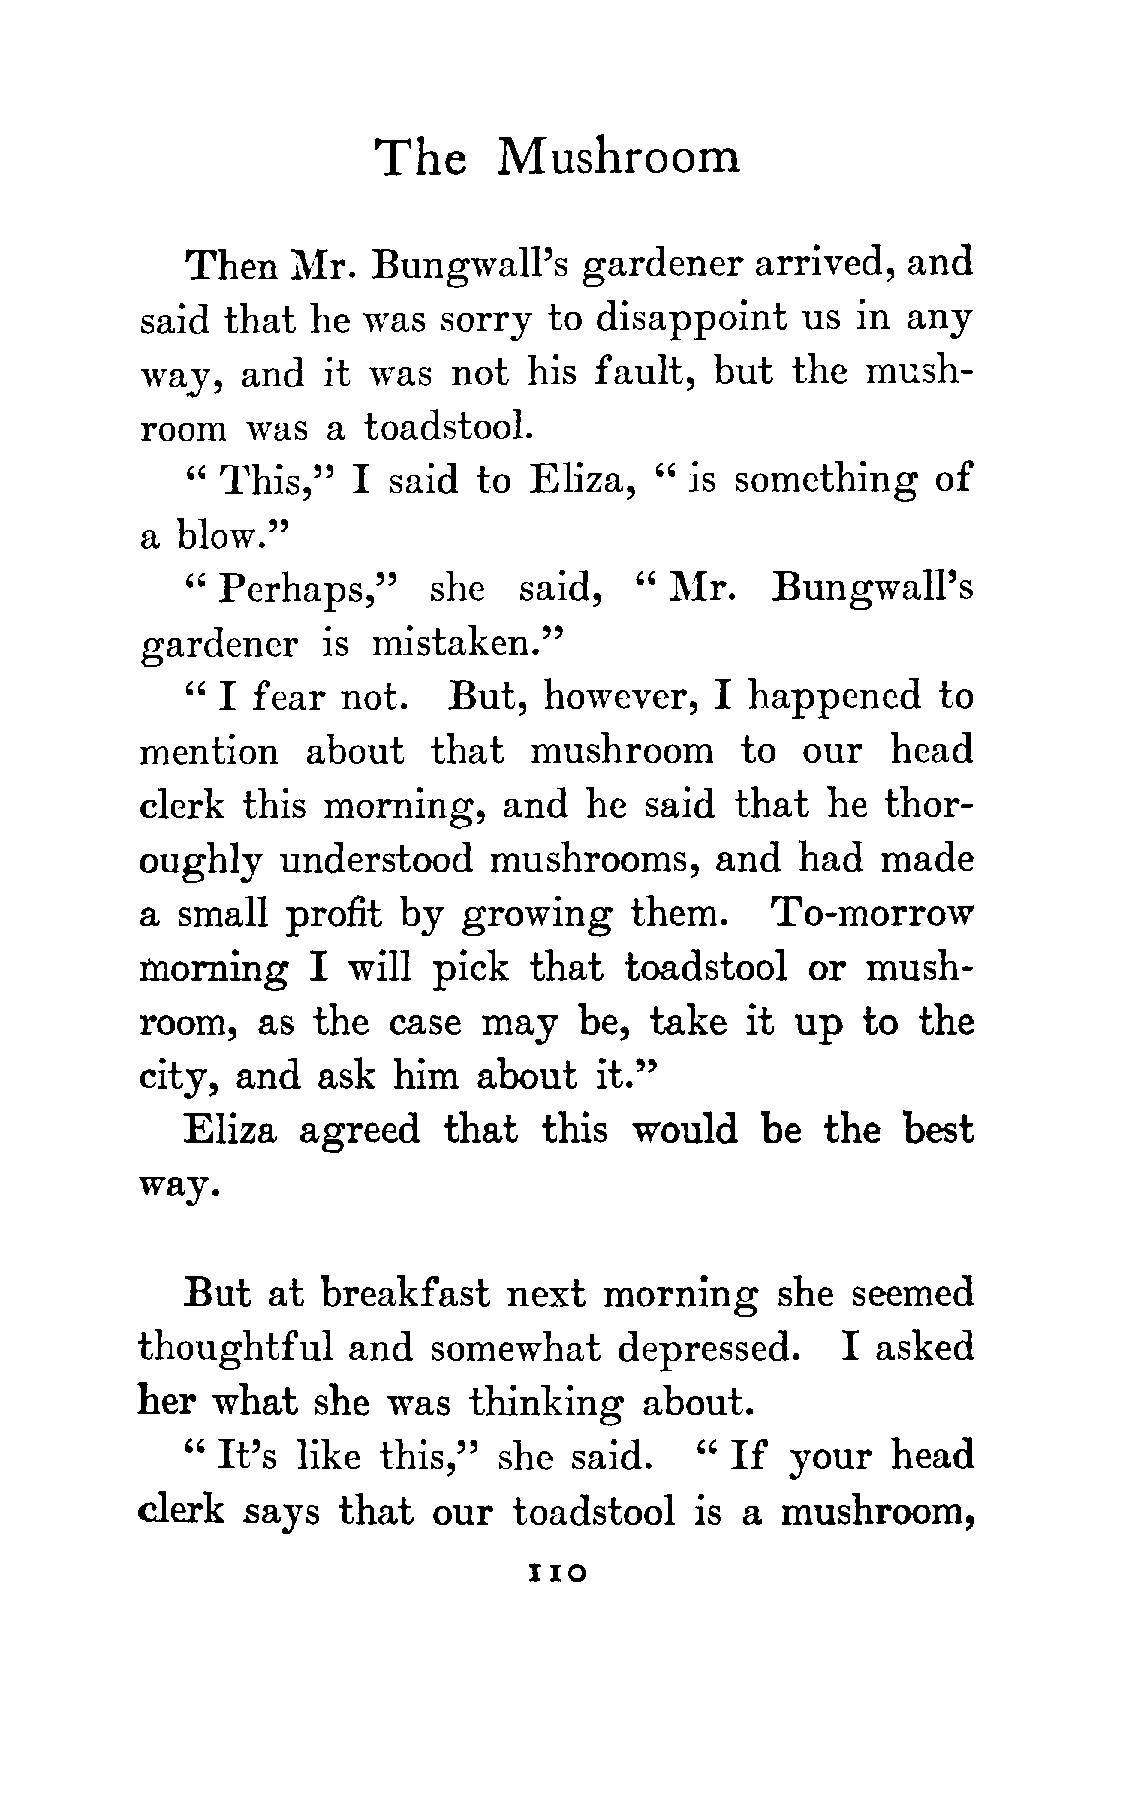 The Mushroom
Then Mr. Bungwall's gardener arrived, and
said that he was sorry to disappoint us in any
way, and it was not his fault, but the mush-
room was a toadstool.
“ This,” I said to Eliza, “ is something of
a blow.”
“ Perhaps,” she said, “ Mr. Bungwall's
gardener is mistaken.”
“ I fear not. But, however, I happened to
mention about that mushroom to our head
clerk this morning, and he said that he thor-
oughly understood mushrooms, and had made
a small profit by growing them. To-morrow
morning I will pick that toadstool or mush-
room, as the case may be, take it up to the
city, and ask him about it.”
Eliza agreed that this would be the best
way.
But at breakfast next morning she seemed
thoughtful and somewhat depressed. I asked
her what she was thinking about.
“ It's like this,” she said. “ If your head
clerk says that our toadstool is a mushroom,
110